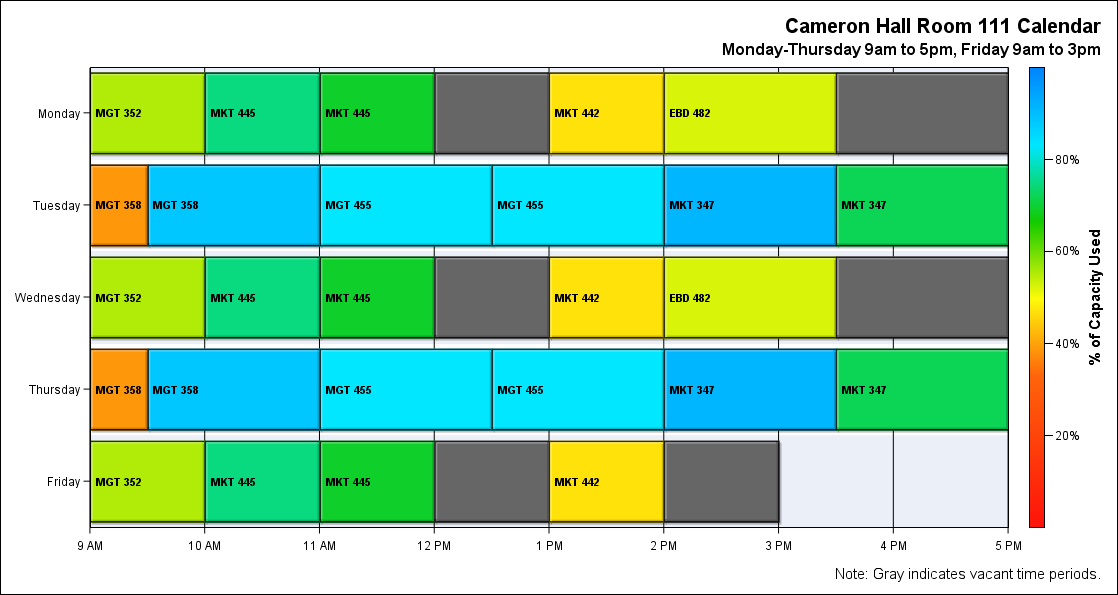 Cameron Hall Room 111 Calendar
Monday-Thursday 9am to 5pm, Friday 9am to 3pm
Monday
MGT 352
MKT 445
MKT 445
MKT 442
EBD 482
Tuesday
MGT 358
MGT 358
MGT 455
MGT 455
MKT 347
MKT 347
Wednesday
MGT 352
MKT 445
MKT 445
MKT 442
EBD 482
Thursday
MGT 358
MGT 358
MGT 455
MGT 455
MKT 347
MKT 347
Friday
MGT 352
MKT 445
MKT 445
MKT 442
9 AM
10 AM
11 AM
12 PM
1 PM
2 PM
3 PM
4 PM
5 PM
80%
60%
40%
20%
% of Capacity Used
Note: Gray indicates vacant time periods.